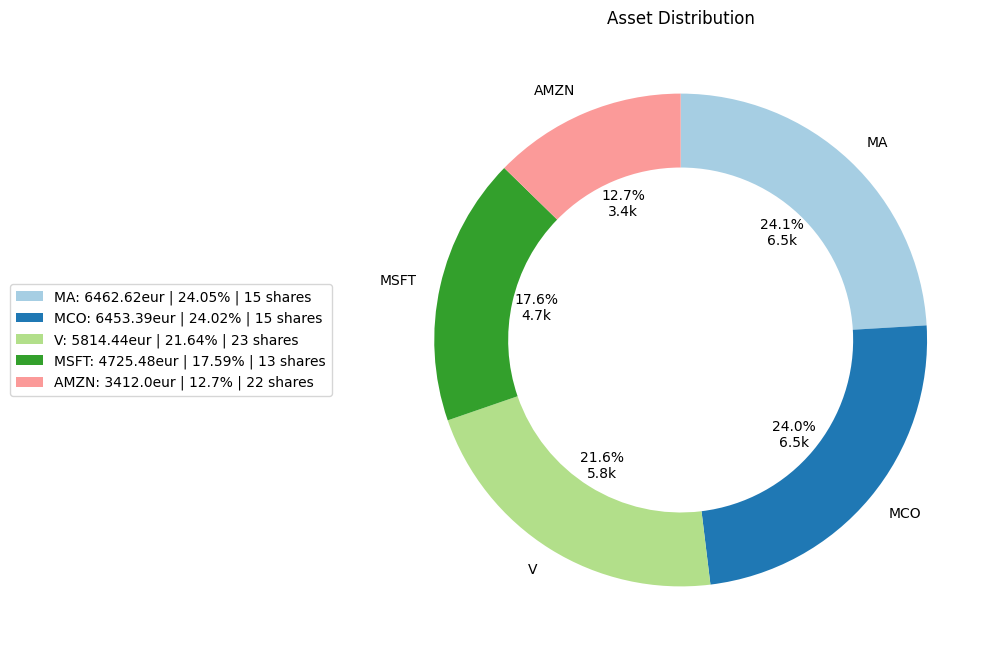 Asset Distribution
AMZN
MA
12.7%
3.4k
24.1%
6.5k
MSFT
17.6%
4.7k
MA: 6462.62eur | 24.05% | 15 shares
MCO: 6453.39eur | 24.02% | 15 shares
V: 5814.44eur | 21.64% | 23 shares
MSFT: 4725.48eur | 17.59% | 13 shares
AMZN: 3412.0eur | 12.7% | 22 shares
24.0%
6.5k
21.6%
5.8k
MCO
V